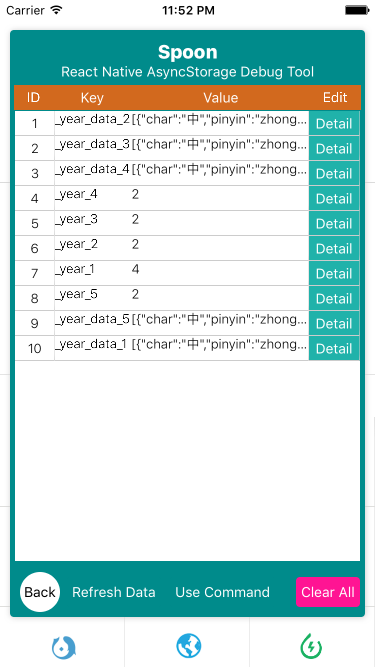 Carrier 11:52 PM
Spoon
React Native AsyncStorage Debug Tool
ID Key Value Edit
1 _year_data_2 [{"char":"中","pinyin":"zhong... Detail
2 _year_data_3 [{"char":"中","pinyin":"zhong... Detail
3 _year_data_4 [{"char":"中","pinyin":"zhong... Detail
4 _year_4 2 Detail
5 _year_3 2 Detail
6 _year_2 2 Detail
7 _year_1 4 Detail
8 _year_5 2 Detail
9 _year_data_5 [{"char":"中","pinyin":"zhong... Detail
10 _year_data_1 [{"char":"中","pinyin":"zhong... Detail
Back Refresh Data Use Command Clear All